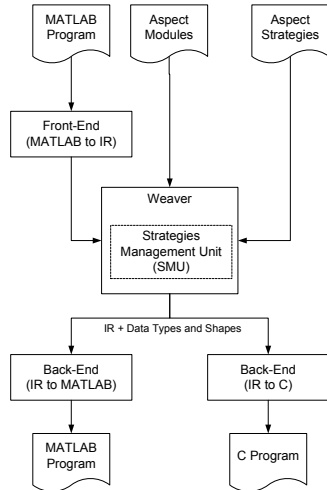 MATLAB
Program
Aspect
Modules
Aspect
Strategies
Front-End
(MATLAB to IR)
Weaver
Strategies
Management Unit
(SMU)
IR + Data Types and Shapes
Back-End
(IR to MATLAB)
Back-End
(IR to C)
MATLAB
Program
C Program